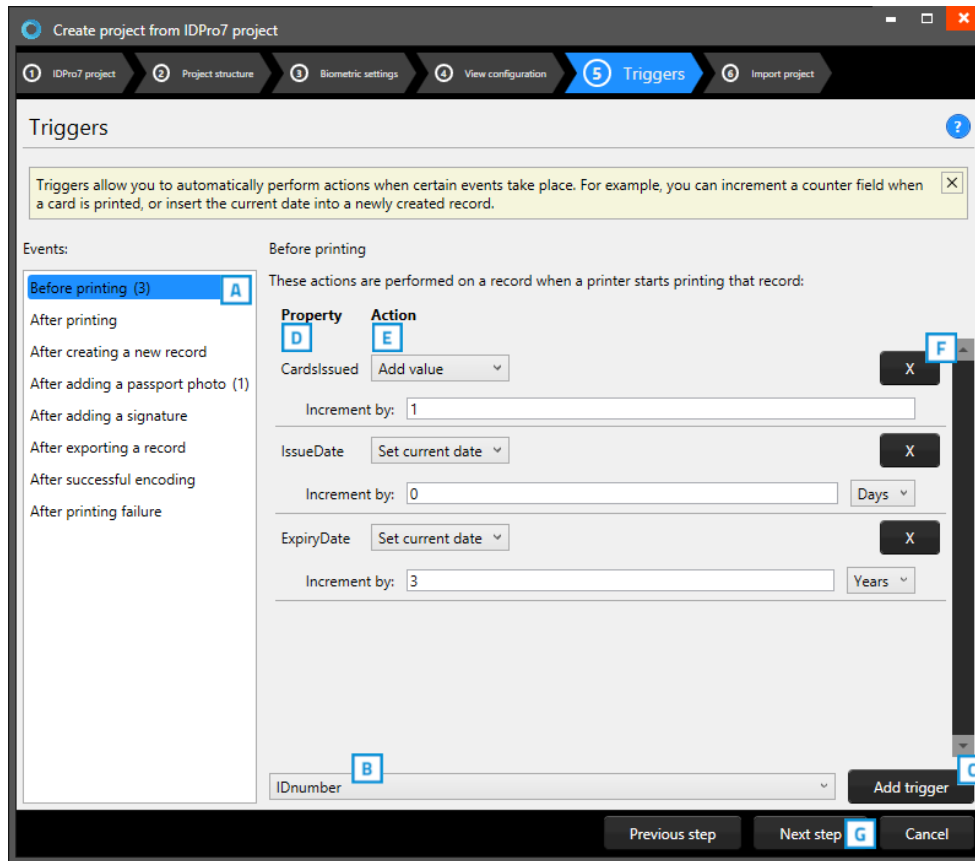 Create project from IDPro7 project
1 IDPro7 project 2 Project structure 3 Biometric settings 4 View configuration 5 Triggers 6 Import project
Triggers ?
Triggers allow you to automatically perform actions when certain events take place. For example, you can increment a counter field when
a card is printed, or insert the current date into a newly created record.
Events:
Before printing (3) A
After printing
After creating a new record
After adding a passport photo (1)
After adding a signature
After exporting a record
After successful encoding
After printing failure
Before printing
These actions are performed on a record when a printer starts printing that record:
Property Action
D E F
CardsIssued Add value X
Increment by: 1
IssueDate Set current date X
Increment by: 0 Days
ExpiryDate Set current date X
Increment by: 3 Years
B C
IDnumber Add trigger
Previous step Next step G Cancel